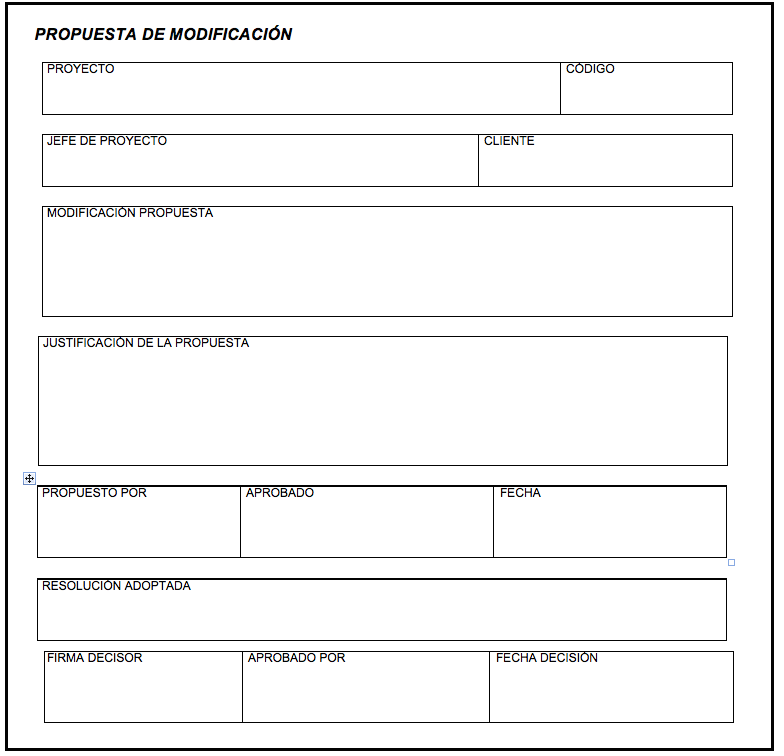 PROPUESTA DE MODIFICACIÓN
PROYECTO CÓDIGO
JEFE DE PROYECTO CLIENTE
MODIFICACIÓN PROPUESTA
JUSTIFICACIÓN DE LA PROPUESTA
PROPUESTO POR APROBADO FECHA
RESOLUCIÓN ADOPTADA
FIRMA DECISOR APROBADO POR FECHA DECISIÓN